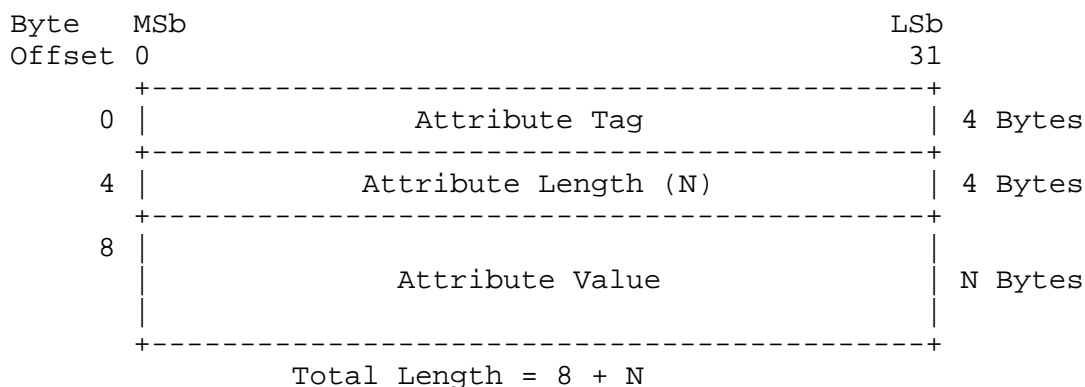 Byte    MSb                                        LSb
Offset  0                                           31
        +--------------------------------------------+
      0 |               Attribute Tag                | 4 Bytes
        +--------------------------------------------+
      4 |            Attribute Length (N)            | 4 Bytes
        +--------------------------------------------+
      8 |                                            |
        |              Attribute Value               | N Bytes
        |                                            |
        +--------------------------------------------+
                 Total Length = 8 + N